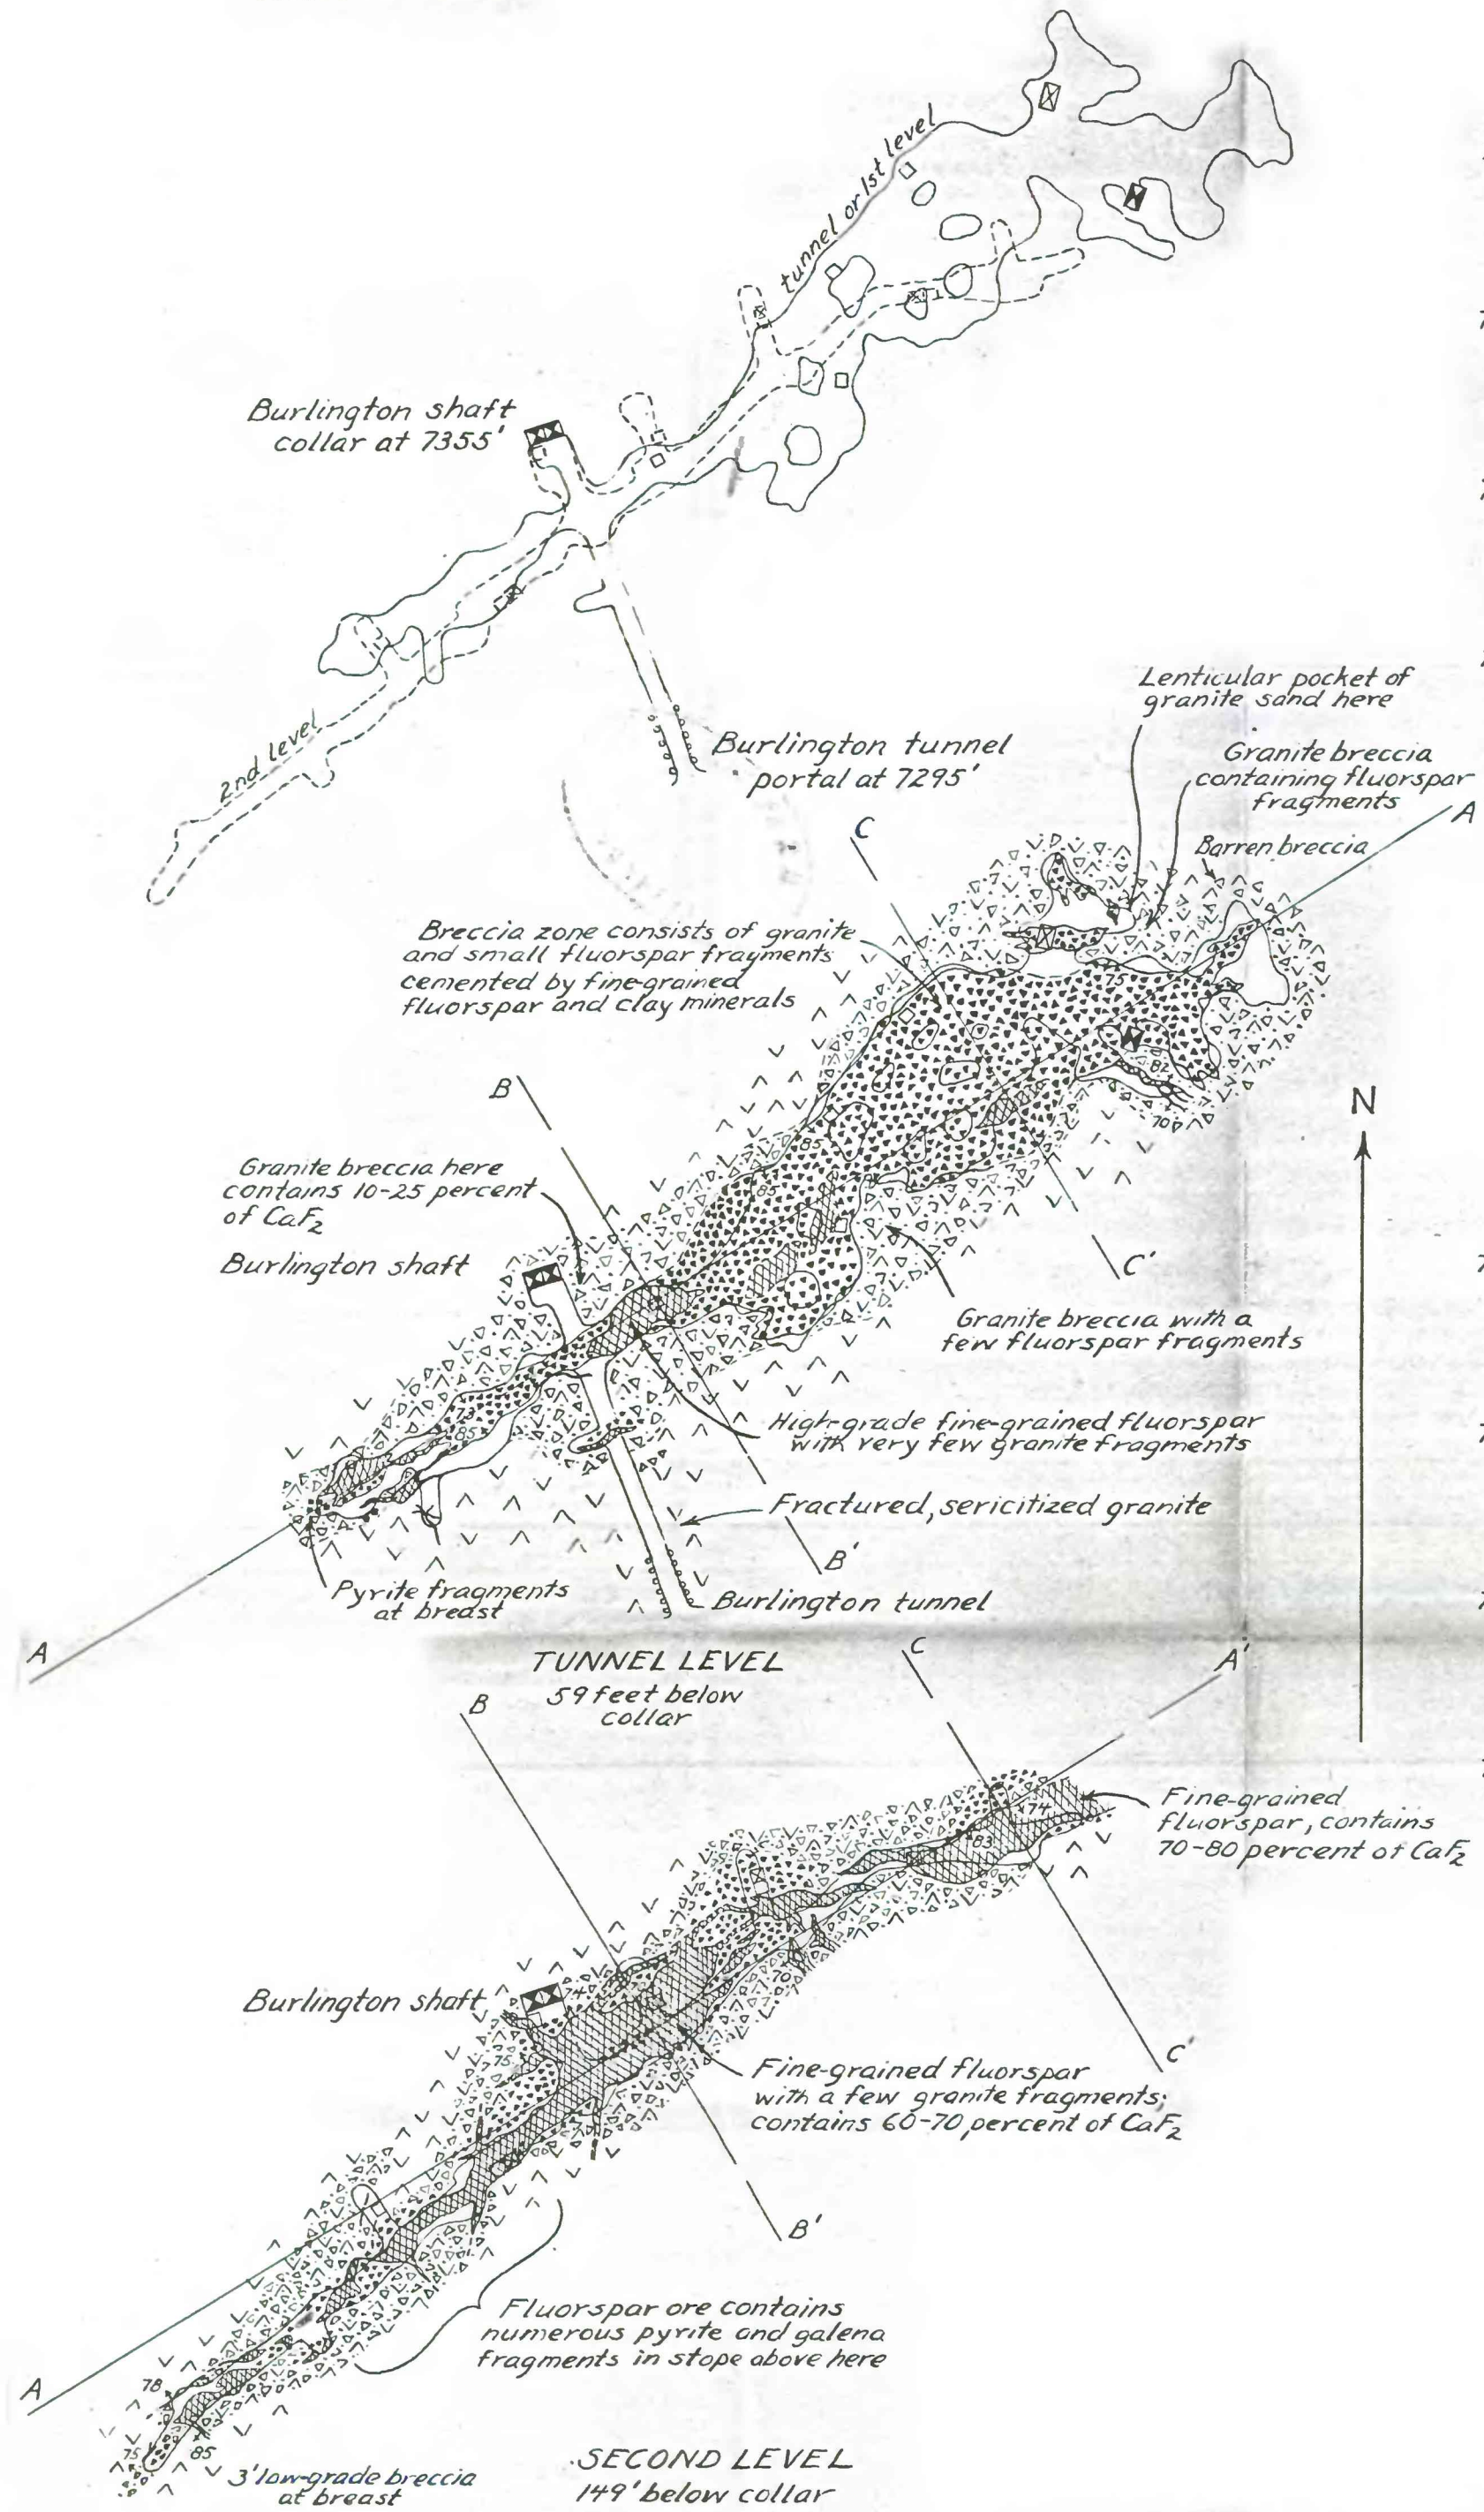 tunnel or 1st level
Burlington shaft
collar at 7355'
2nd level
Burlington tunnel
portal at 7295'
Lenticular pocket of
granite sand here
Granite breccia
containing fluorspar
fragments
A
Barren breccia
C
Breccia zone consists of granite
and small fluorspar fragments
cemented by fine-grained
fluorspar and clay minerals
75
82
70
B
N
85
85
Granite breccia here
contains 10-25 percent
of CaF2
Burlington shaft
C'
Granite breccia with a
few fluorspar fragments
73
85
High-grade fine-grained fluorspar
with very few granite fragments
Fractured, sericitized granite
B'
Pyrite fragments
at breast
Burlington tunnel
A
TUNNEL LEVEL
59 feet below
collar
B
C
A'
Fine-grained
fluorspar, contains
70-80 percent of CaF2
74
83
70
Burlington shaft
74
75
C'
Fine-grained fluorspar
with a few granite fragments;
contains 60-70 percent of CaF2
B'
Fluorspar ore contains
numerous pyrite and galena
fragments in stope above here
A
78
75
85
3' low-grade breccia
at breast
SECOND LEVEL
149' below collar